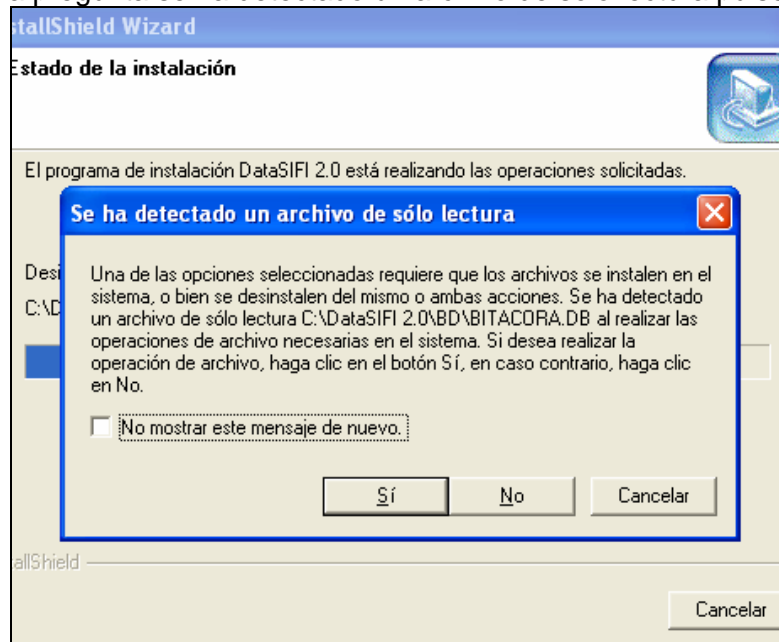 stallShield Wizard
Estado de la instalación
El programa de instalación DataSIFI 2.0 está realizando las operaciones solicitadas.
Se ha detectado un archivo de sólo lectura
Desi
C:\D
Una de las opciones seleccionadas requiere que los archivos se instalen en el
sistema, o bien se desinstalen del mismo o ambas acciones. Se ha detectado
un archivo de sólo lectura C:\DataSIFI 2.0\BD\BITACORA.DB al realizar las
operaciones de archivo necesarias en el sistema. Si desea realizar la
operación de archivo, haga clic en el botón Sí, en caso contrario, haga clic
en No.
No mostrar este mensaje de nuevo.
Sí No Cancelar
allShield
Cancelar